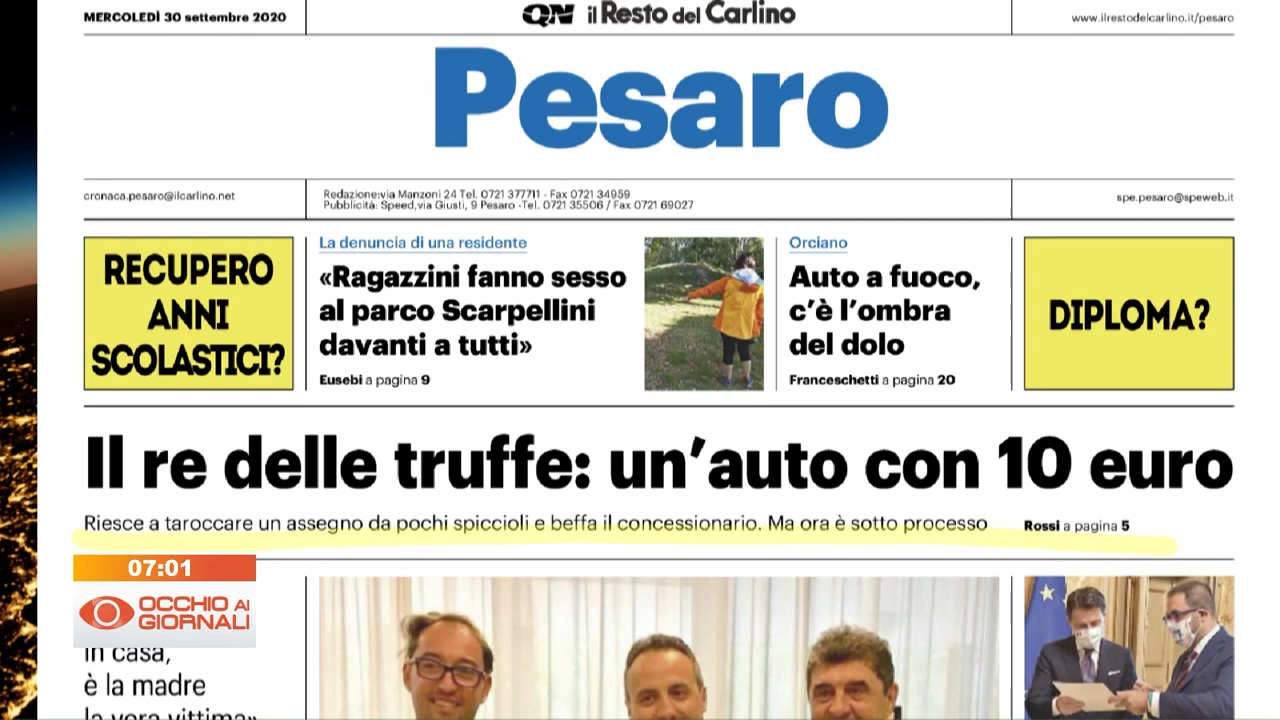 MERCOLEDÌ 30 settembre 2020
QN il Resto del Carlino
www.ilrestodelcarlino.it/pesaro
Pesaro
cronaca.pesaro@ilcarlino.net
Redazione:via Manzoni 24 Tel. 0721 377711 - Fax 0721 34959
Pubblicità: Speed,via Giusti, 9 Pesaro -Tel. 0721 35506 / Fax 0721 69027
spe.pesaro@speweb.it
RECUPERO
ANNI
SCOLASTICI?
La denuncia di una residente
«Ragazzini fanno sesso
al parco Scarpellini
davanti a tutti»
Eusebi a pagina 9
Orciano
Auto a fuoco,
c'è l'ombra
del dolo
Franceschetti a pagina 20
DIPLOMA?
Il re delle truffe: un'auto con 10 euro
Riesce a taroccare un assegno da pochi spiccioli e beffa il concessionario. Ma ora è sotto processo
Rossi a pagina 5
07:01
OCCHIO AI
GIORNALI
in casa,
è la madre
la vera vittima»